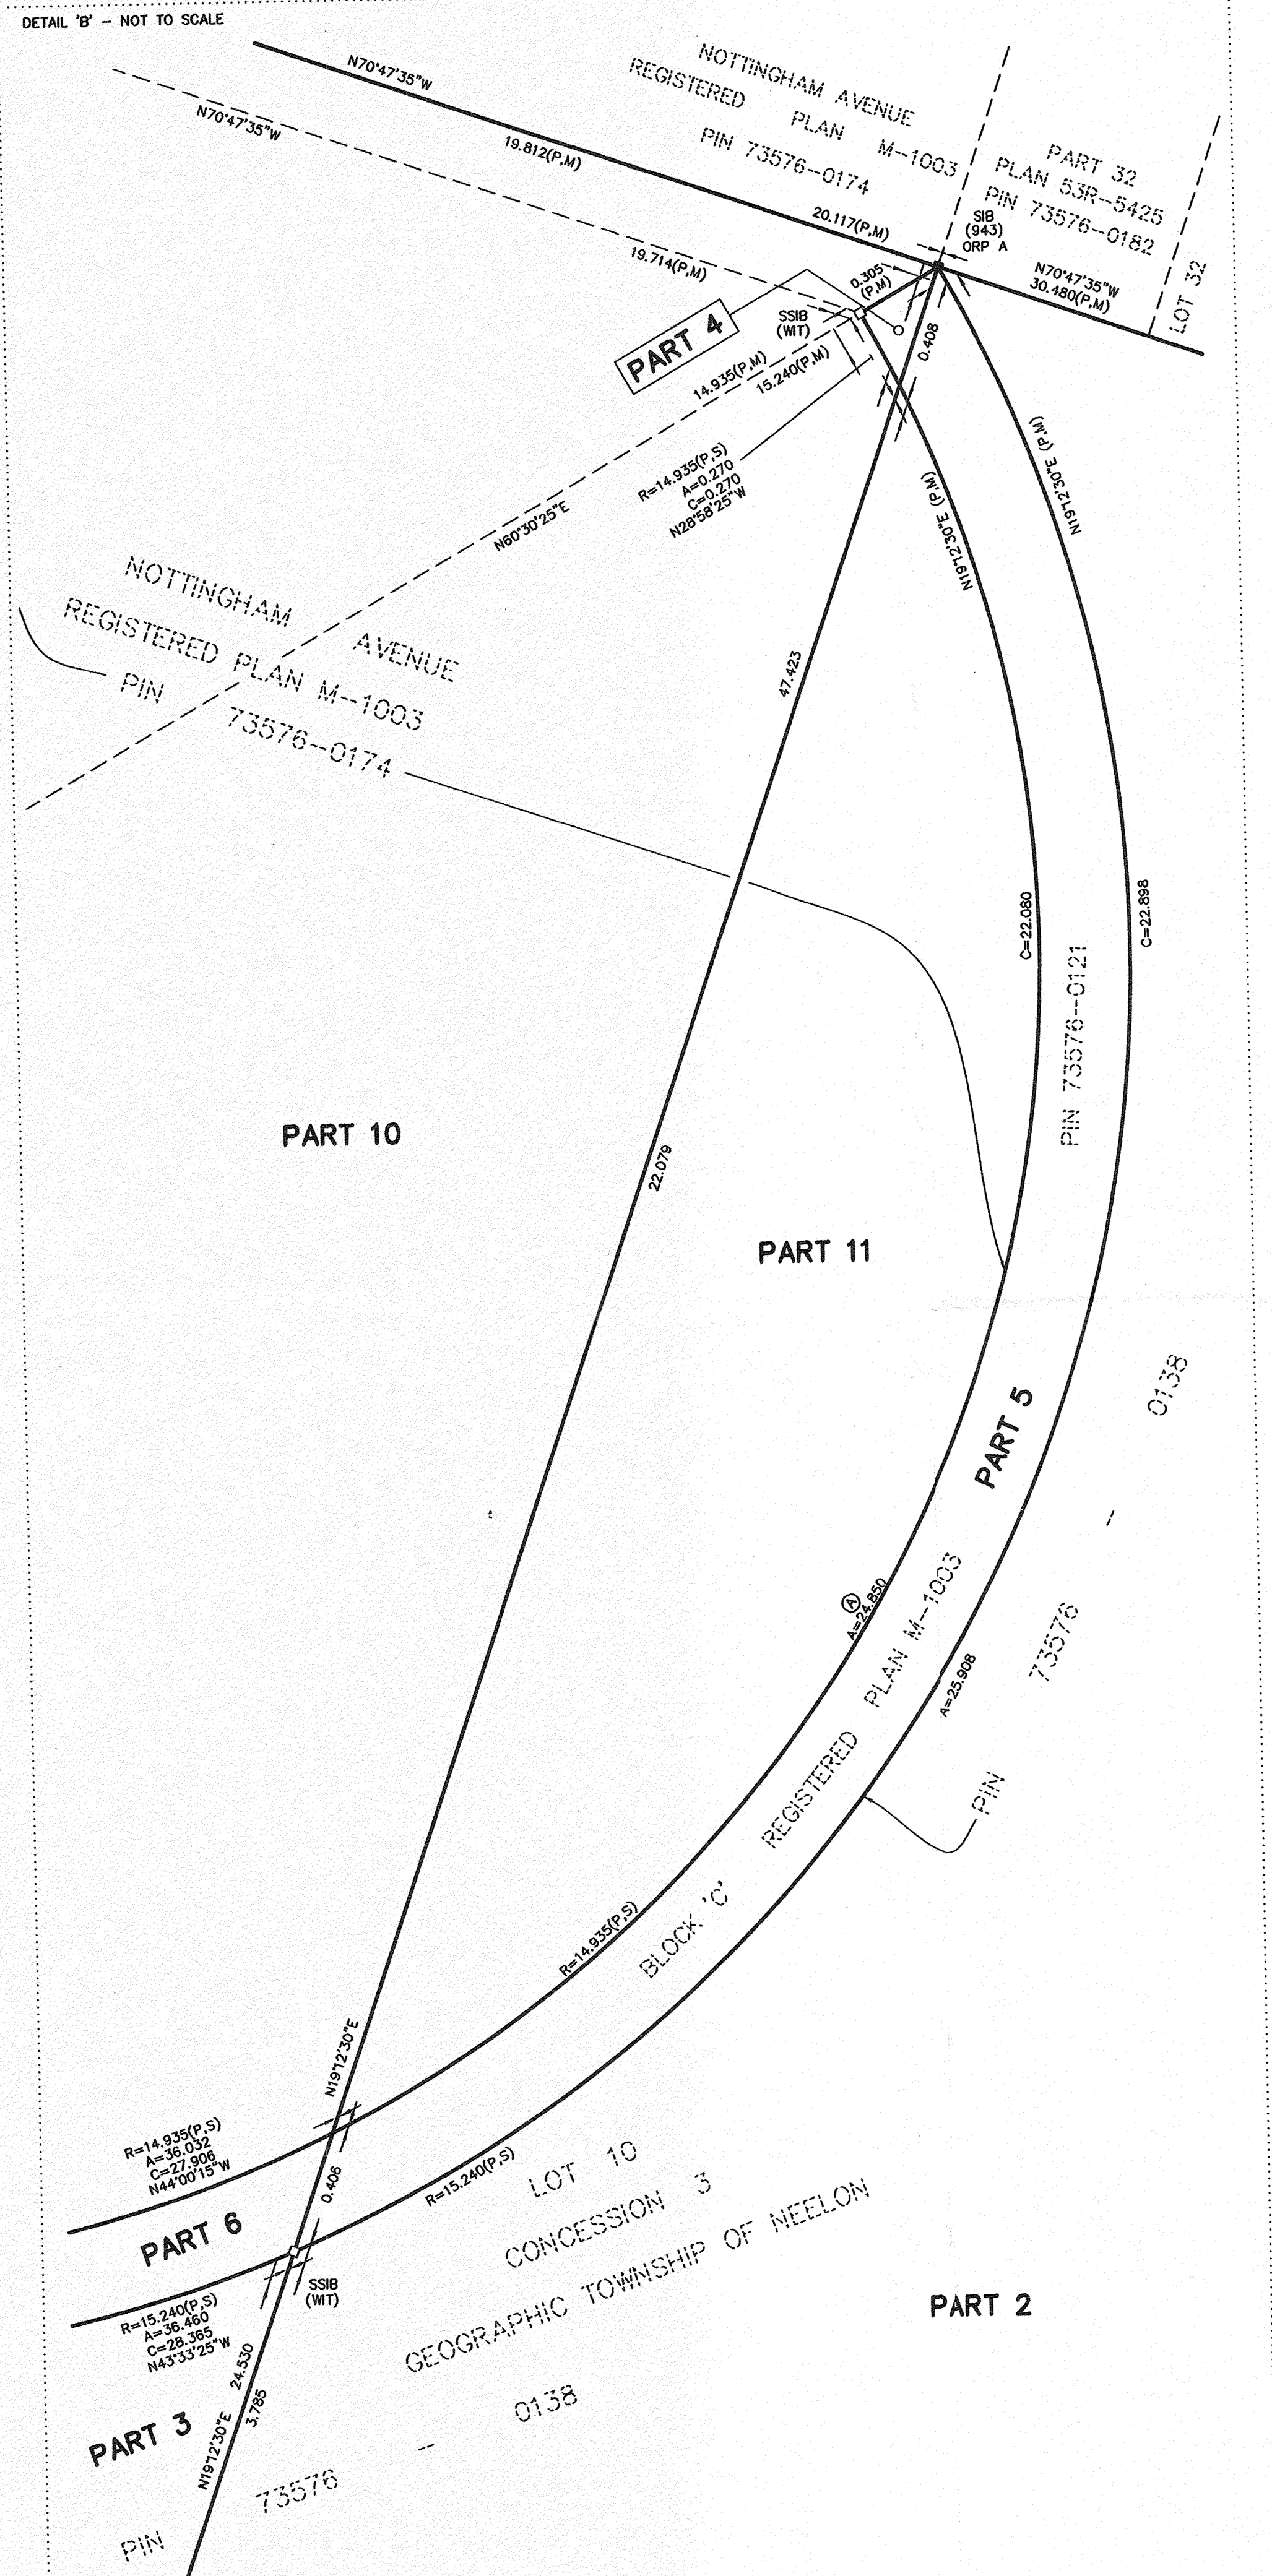 DETAIL 'B' – NOT TO SCALE
N70°47'35"W
N70°47'35"W
19.812(P,M)
NOTTINGHAM AVENUE
REGISTERED PLAN M--1003
PIN 73576--0174
PART 32
PLAN 53R--5425
PIN 73576--0182
20.117(P,M)
SIB
(943)
ORP A
N70°47'35"W
30.480(P,M)
LOT 32
19.714(P,M)
0.305
(P,M)
PART 4
SSIB
(WIT)
0.408
14.935(P,M)
15.240(P,M)
R=14.935(P,S)
A=0.270
C=0.270
N28°58'25"W
N60°30'25"E
N19°12'30"E (P,M)
N19°12'30"E (P,M)
NOTTINGHAM AVENUE
REGISTERED PLAN M--1003
PIN 73576--0174
47.423
C=22.080
C=22.898
PIN 73576--0121
PART 10
22.079
PART 11
PART 5
A
A=24.850
A=25.908
BLOCK 'C' REGISTERED PLAN M--1003
PIN 73576 -- 0138
R=14.935(P,S)
N19°12'30"E
R=14.935(P,S)
A=36.032
C=27.906
N44°00'15"W
0.406
R=15.240(P,S)
PART 6
SSIB
(WIT)
R=15.240(P,S)
A=36.460
C=28.365
N43°33'25"W
LOT 10
CONCESSION 3
GEOGRAPHIC TOWNSHIP OF NEELON
PART 2
24.530
3.785
N19°12'30"E
PART 3
PIN 73576 -- 0138